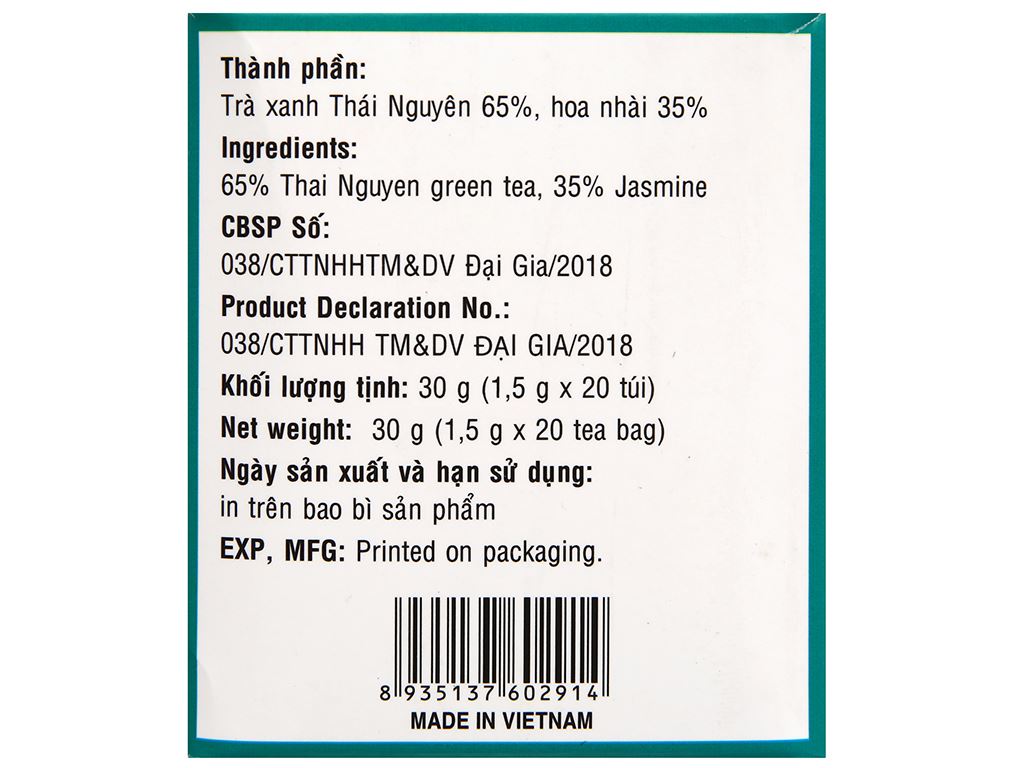 Thành phần:
Trà xanh Thái Nguyên 65%, hoa nhài 35%
Ingredients:
65% Thai Nguyen green tea, 35% Jasmine
CBSP Số:
038/CTTNHHTM&DV Đại Gia/2018
Product Declaration No.:
038/CTTNHH TM&DV ĐẠI GIA/2018
Khối lượng tịnh: 30 g (1,5 g x 20 túi)
Net weight: 30 g (1,5 g x 20 tea bag)
Ngày sản xuất và hạn sử dụng:
in trên bao bì sản phẩm
EXP, MFG: Printed on packaging.
8 935137 602914
MADE IN VIETNAM